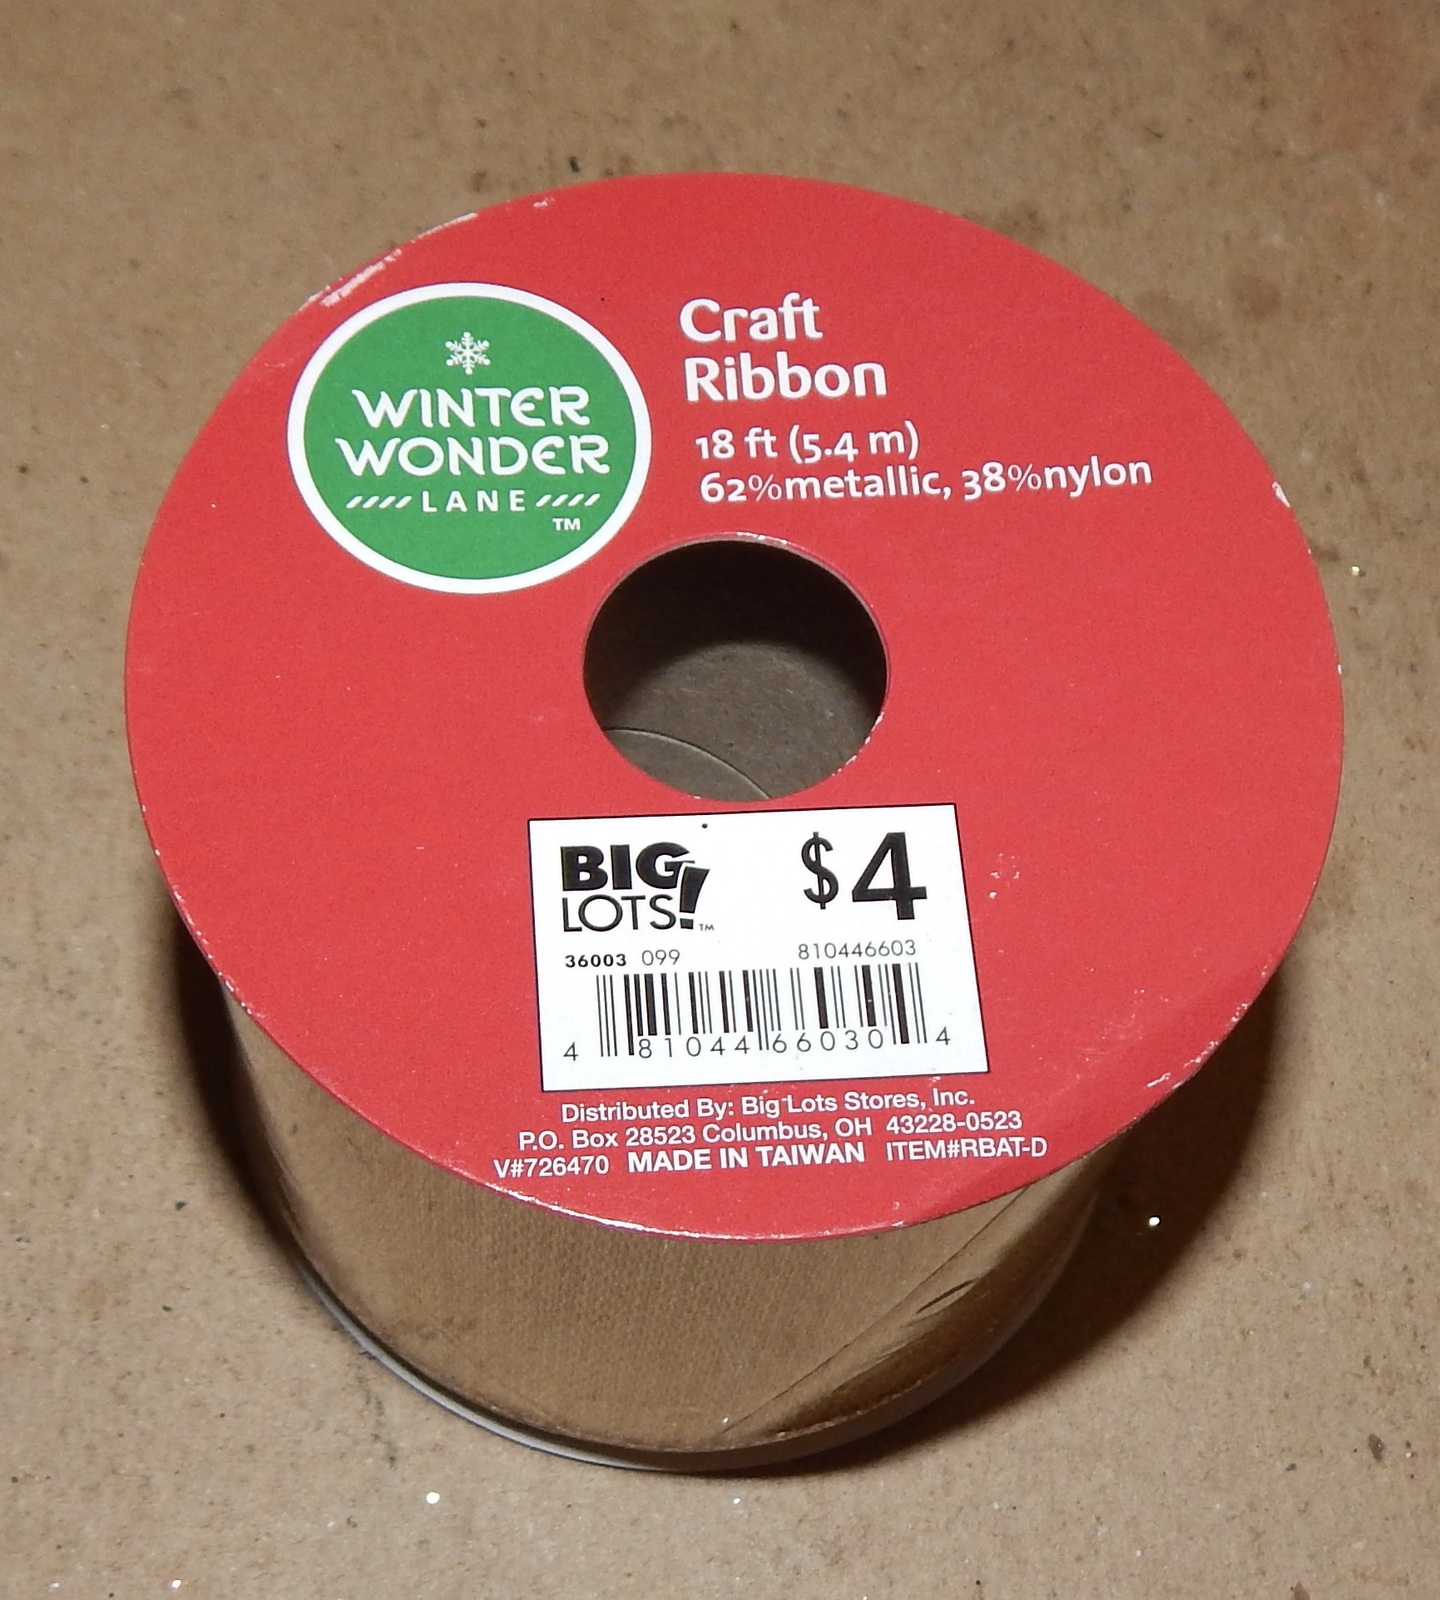 WINTER
WONDER
LANE
TM
Craft
Ribbon
18 ft (5.4 m)
62%metallic, 38%nylon
BIG
LOTS!
TM
$4
36003 099 810446603
4 81044 66030 4
Distributed By: Big Lots Stores, Inc.
P.O. Box 28523 Columbus, OH 43228-0523
V#726470 MADE IN TAIWAN ITEM#RBAT-D